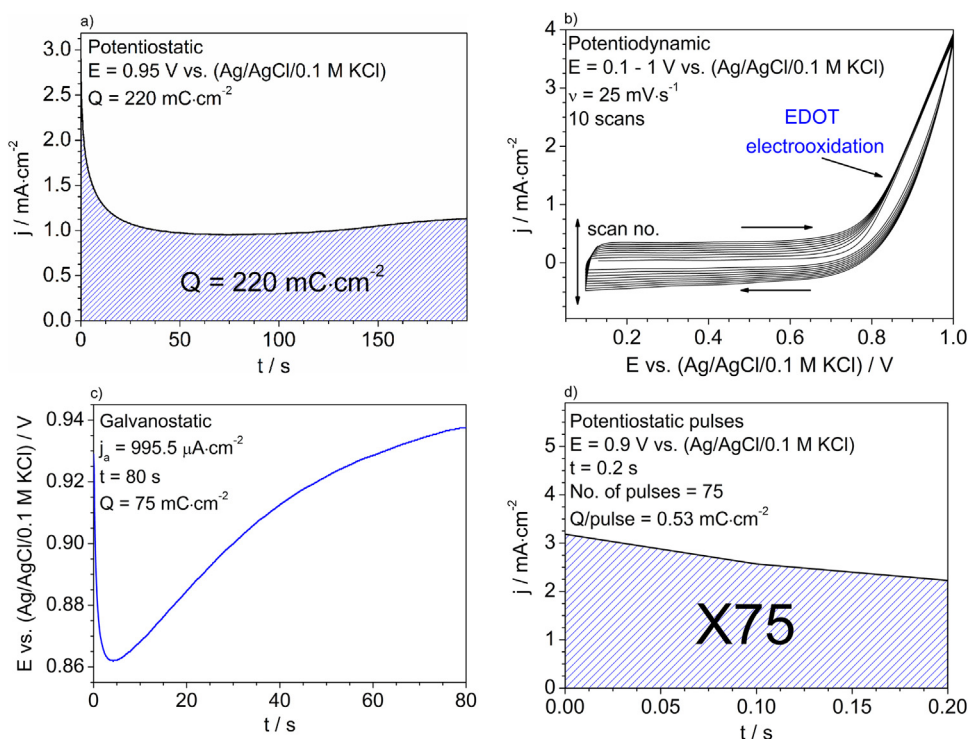 a)
Potentiostatic
E = 0.95 V vs. (Ag/AgCl/0.1 M KCl)
Q = 220 mC·cm⁻²
Q = 220 mC·cm⁻²
j / mA·cm⁻²
3.0
2.5
2.0
1.5
1.0
0.5
0.0
0
50
100
150
t / s
b)
Potentiodynamic
E = 0.1 - 1 V vs. (Ag/AgCl/0.1 M KCl)
ν = 25 mV·s⁻¹
10 scans
EDOT
electrooxidation
scan no.
j / mA·cm⁻²
4
3
2
1
0
0.2
0.4
0.6
0.8
1.0
E vs. (Ag/AgCl/0.1 M KCl) / V
c)
Galvanostatic
jₐ = 995.5 μA·cm⁻²
t = 80 s
Q = 75 mC·cm⁻²
E vs. (Ag/AgCl/0.1 M KCl) / V
0.94
0.92
0.90
0.88
0.86
0
20
40
60
80
t / s
d)
Potentiostatic pulses
E = 0.9 V vs. (Ag/AgCl/0.1 M KCl)
t = 0.2 s
No. of pulses = 75
Q/pulse = 0.53 mC·cm⁻²
X75
j / mA·cm⁻²
5
4
3
2
1
0
0.00
0.05
0.10
0.15
0.20
t / s